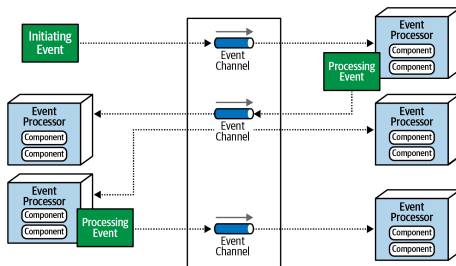 Initiating
Event
Event
Channel
Event
Processor
Component
Component
Processing
Event
Event
Processor
Component
Component
Event
Channel
Event
Processor
Component
Component
Event
Processor
Component
Component
Processing
Event
Event
Channel
Event
Processor
Component
Component